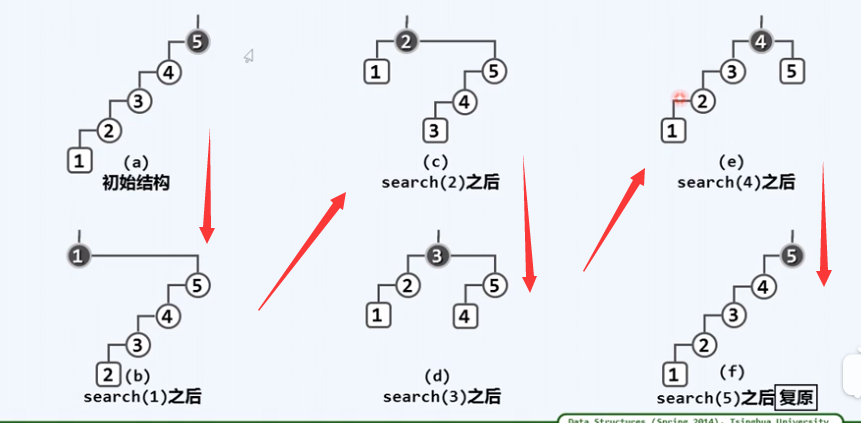 5
4
3
2
1
(a)
初始结构
1
5
4
3
2
(b)
search(1)之后
2
1
5
4
3
(c)
search(2)之后
3
2
5
1
4
(d)
search(3)之后
4
3
5
2
1
(e)
search(4)之后
5
4
3
2
1
(f)
search(5)之后复原
Data Structures (Spring 2014), Tsinghua University